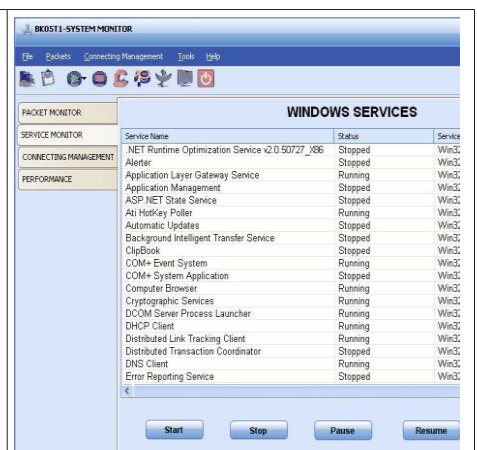 BKOST1-SYSTEM MONITOR
File Packets Connecting Management Tools Help
PACKET MONITOR
SERVICE MONITOR
CONNECTING MANAGEMENT
PERFORMANCE
WINDOWS SERVICES
Service Name Status Service
.NET Runtime Optimization Service v2.0.50727_X86 Stopped Win32
Alerter Stopped Win32
Application Layer Gateway Service Running Win32
Application Management Stopped Win32
ASP.NET State Service Stopped Win32
Ati HotKey Poller Running Win32
Automatic Updates Stopped Win32
Background Intelligent Transfer Service Stopped Win32
ClipBook Stopped Win32
COM+ Event System Running Win32
COM+ System Application Running Win32
Computer Browser Running Win32
Cryptographic Services Running Win32
DCOM Server Process Launcher Running Win32
DHCP Client Running Win32
Distributed Link Tracking Client Running Win32
Distributed Transaction Coordinator Stopped Win32
DNS Client Running Win32
Error Reporting Service Stopped Win32
Start Stop Pause Resume